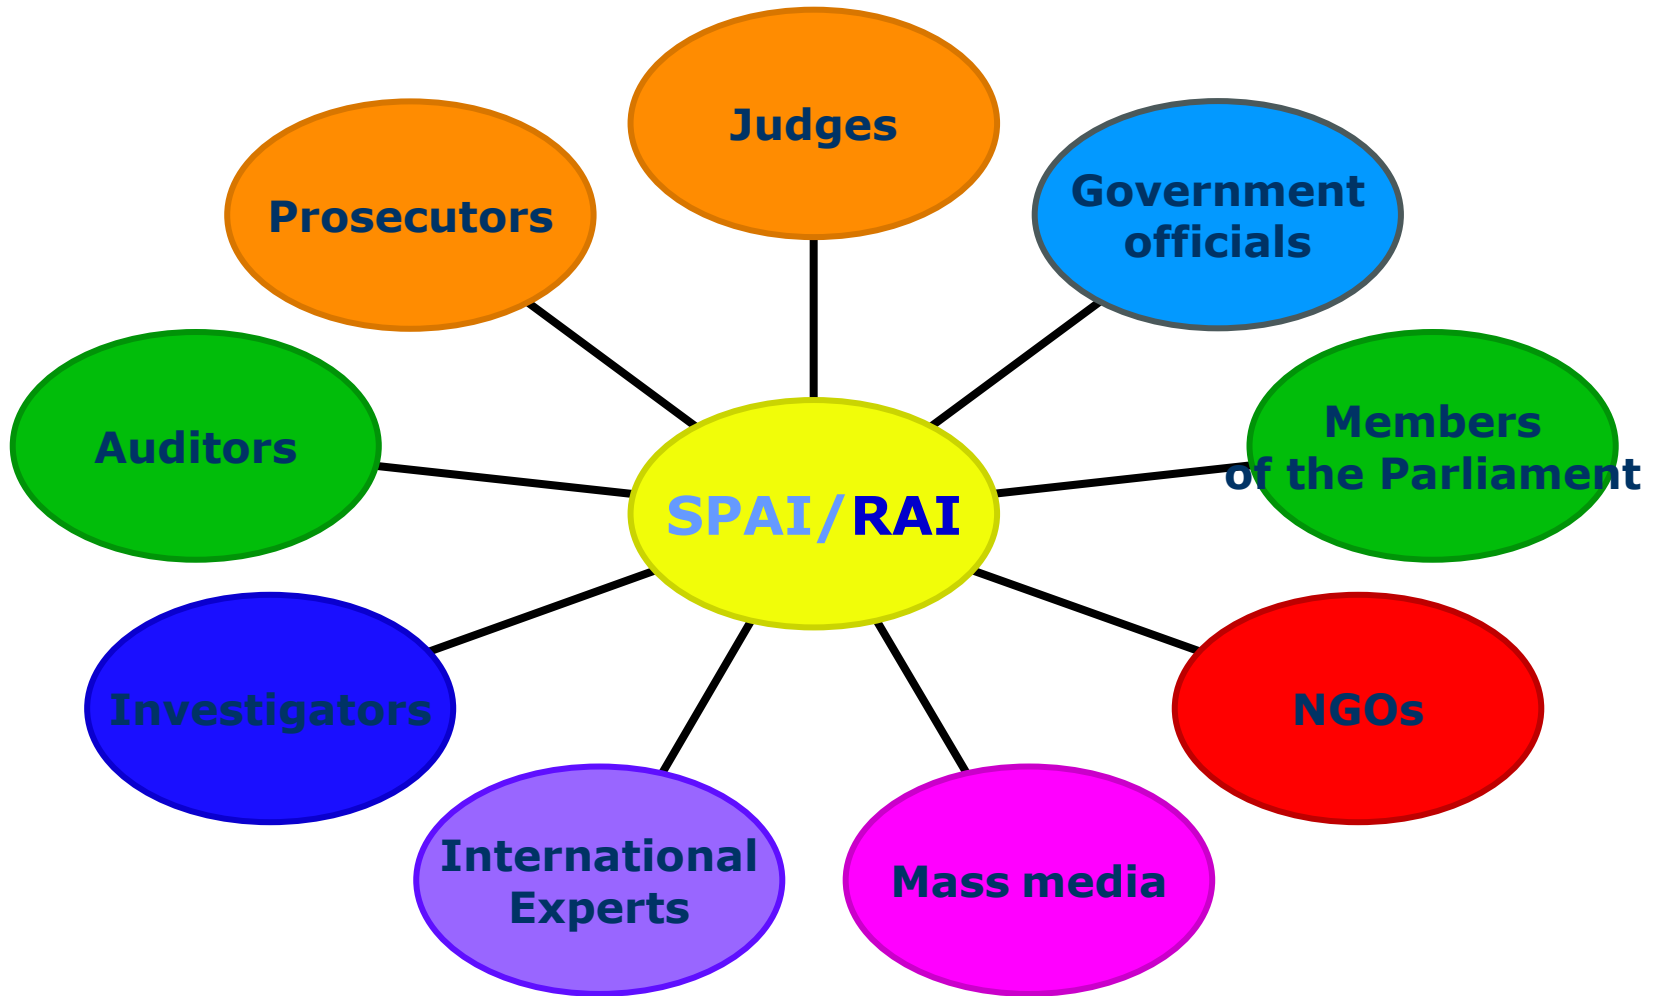 Judges
Prosecutors
Government
officials
Auditors
Members
of the Parliament
SPAI/RAI
Investigators
NGOs
International
Experts
Mass media